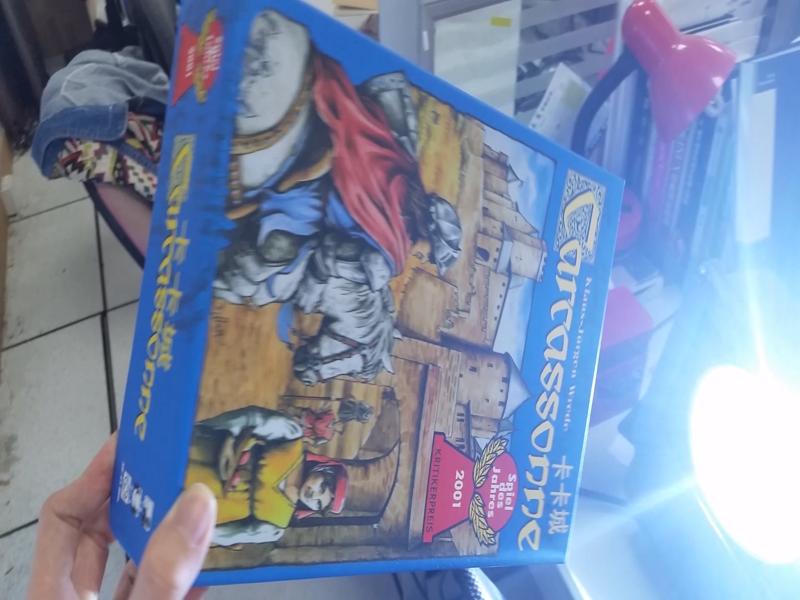 Klaus-Jürgen Wrede
Carcassonne
卡卡城
Spiel
des
Jahres
2001
KRITIKERPREIS
Carcassonne
卡卡城